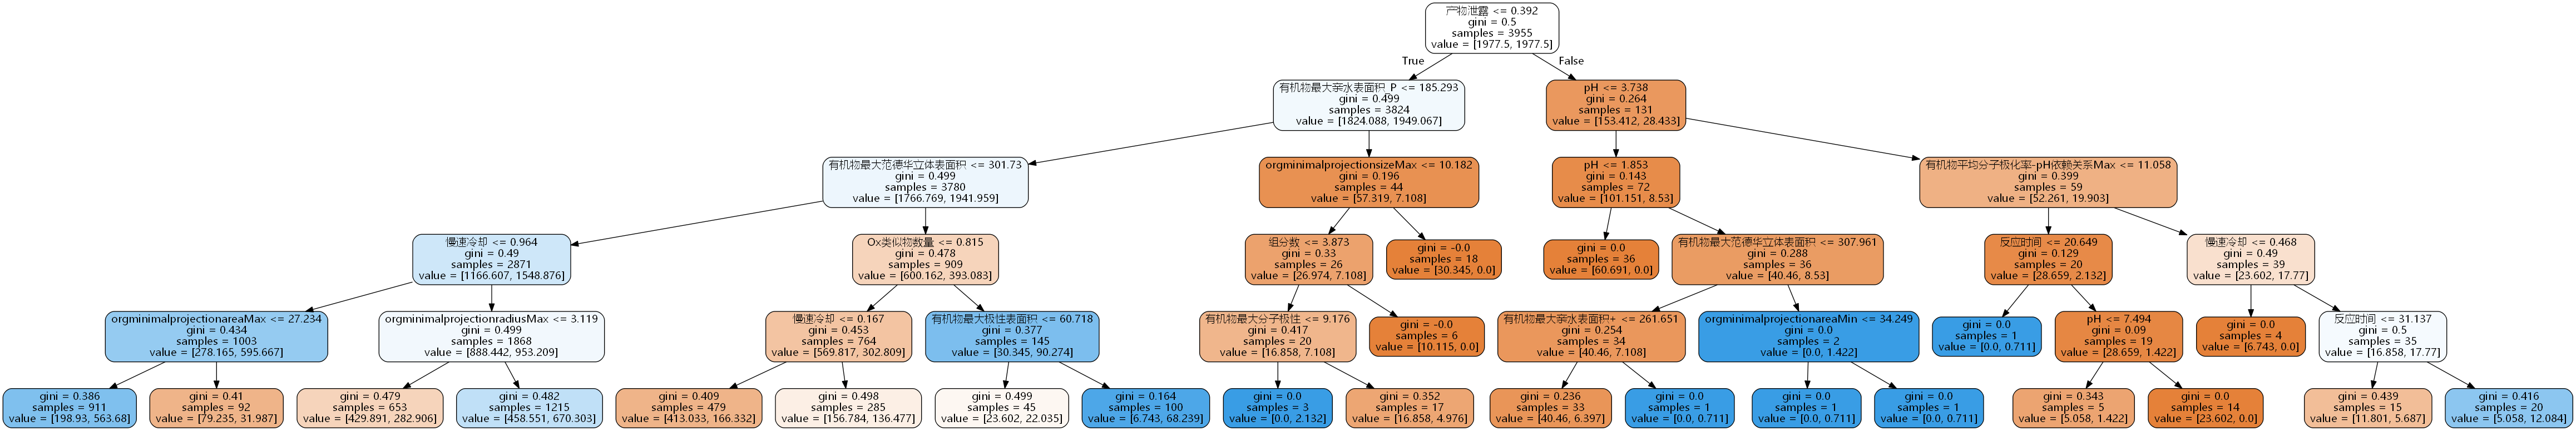 产物泄露 <= 0.392
gini = 0.5
samples = 3955
value = [1977.5, 1977.5]
True
False
有机物最大亲水表面积_P <= 185.293
gini = 0.499
samples = 3824
value = [1824.088, 1949.067]
pH <= 3.738
gini = 0.264
samples = 131
value = [153.412, 28.433]
有机物最大范德华立体表面积 <= 301.73
gini = 0.499
samples = 3780
value = [1766.769, 1941.959]
orgminimalprojectionsizeMax <= 10.182
gini = 0.196
samples = 44
value = [57.319, 7.108]
pH <= 1.853
gini = 0.143
samples = 72
value = [101.151, 8.53]
有机物平均分子极化率-pH依赖关系Max <= 11.058
gini = 0.399
samples = 59
value = [52.261, 19.903]
慢速冷却 <= 0.964
gini = 0.49
samples = 2871
value = [1166.607, 1548.876]
Ox类似物数量 <= 0.815
gini = 0.478
samples = 909
value = [600.162, 393.083]
组分数 <= 3.873
gini = 0.33
samples = 26
value = [26.974, 7.108]
gini = -0.0
samples = 18
value = [30.345, 0.0]
gini = 0.0
samples = 36
value = [60.691, 0.0]
有机物最大范德华立体表面积 <= 307.961
gini = 0.288
samples = 36
value = [40.46, 8.53]
反应时间 <= 20.649
gini = 0.129
samples = 20
value = [28.659, 2.132]
慢速冷却 <= 0.468
gini = 0.49
samples = 39
value = [23.602, 17.77]
orgminimalprojectionareaMax <= 27.234
gini = 0.434
samples = 1003
value = [278.165, 595.667]
orgminimalprojectionradiusMax <= 3.119
gini = 0.499
samples = 1868
value = [888.442, 953.209]
慢速冷却 <= 0.167
gini = 0.453
samples = 764
value = [569.817, 302.809]
有机物最大极性表面积 <= 60.718
gini = 0.377
samples = 145
value = [30.345, 90.274]
有机物最大分子极性 <= 9.176
gini = 0.417
samples = 20
value = [16.858, 7.108]
gini = -0.0
samples = 6
value = [10.115, 0.0]
有机物最大亲水表面积+ <= 261.651
gini = 0.254
samples = 34
value = [40.46, 7.108]
orgminimalprojectionareaMin <= 34.249
gini = 0.0
samples = 2
value = [0.0, 1.422]
gini = 0.0
samples = 1
value = [0.0, 0.711]
pH <= 7.494
gini = 0.09
samples = 19
value = [28.659, 1.422]
gini = 0.0
samples = 4
value = [6.743, 0.0]
反应时间 <= 31.137
gini = 0.5
samples = 35
value = [16.858, 17.77]
gini = 0.386
samples = 911
value = [198.93, 563.68]
gini = 0.41
samples = 92
value = [79.235, 31.987]
gini = 0.479
samples = 653
value = [429.891, 282.906]
gini = 0.482
samples = 1215
value = [458.551, 670.303]
gini = 0.409
samples = 479
value = [413.033, 166.332]
gini = 0.498
samples = 285
value = [156.784, 136.477]
gini = 0.499
samples = 45
value = [23.602, 22.035]
gini = 0.164
samples = 100
value = [6.743, 68.239]
gini = 0.0
samples = 3
value = [0.0, 2.132]
gini = 0.352
samples = 17
value = [16.858, 4.976]
gini = 0.236
samples = 33
value = [40.46, 6.397]
gini = 0.0
samples = 1
value = [0.0, 0.711]
gini = 0.0
samples = 1
value = [0.0, 0.711]
gini = 0.0
samples = 1
value = [0.0, 0.711]
gini = 0.343
samples = 5
value = [5.058, 1.422]
gini = 0.0
samples = 14
value = [23.602, 0.0]
gini = 0.439
samples = 15
value = [11.801, 5.687]
gini = 0.416
samples = 20
value = [5.058, 12.084]